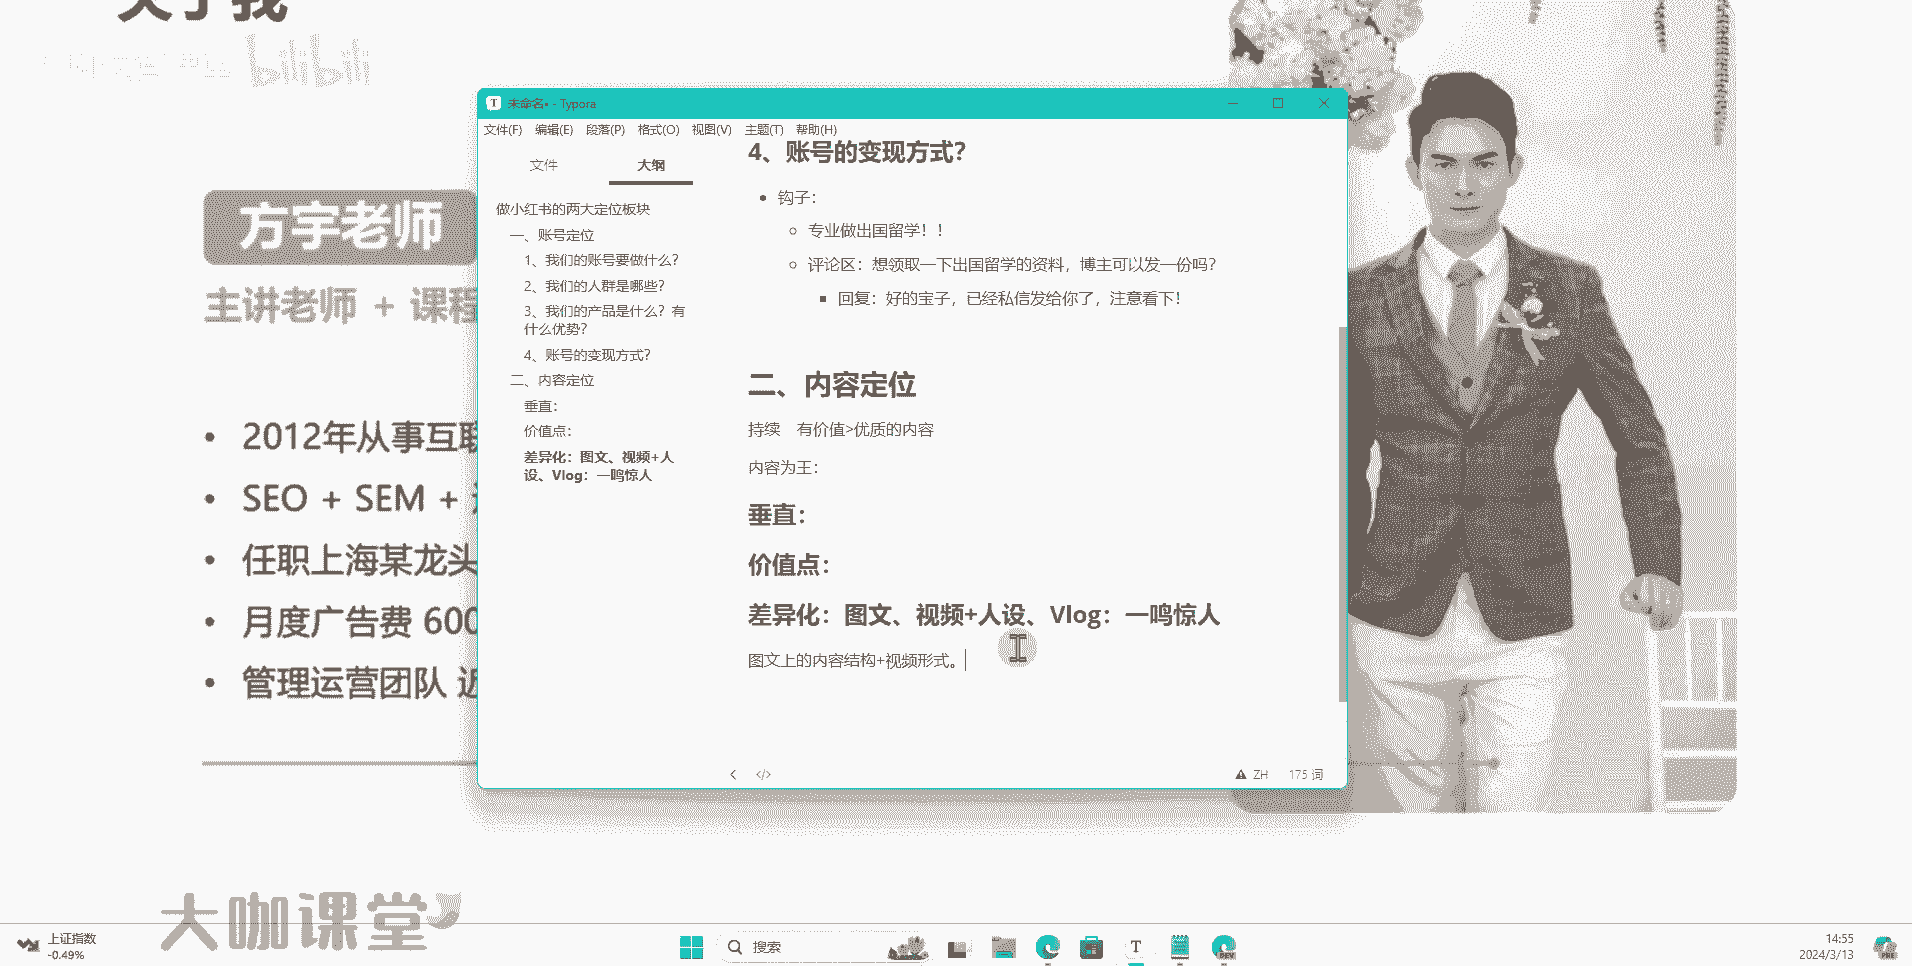 关于我
bilibili
方宇老师
主讲老师 + 课程
• 2012年从事互联
• SEO + SEM +
• 任职上海某龙头
• 月度广告费 600
• 管理运营团队 近
大咖课堂
未命名• - Typora
文件(F) 编辑(E) 段落(P) 格式(O) 视图(V) 主题(T) 帮助(H)
文件 大纲
做小红书的两大定位板块
一、账号定位
1、我们的账号要做什么？
2、我们的人群是哪些？
3、我们的产品是什么？有
什么优势？
4、账号的变现方式？
二、内容定位
垂直：
价值点：
差异化：图文、视频+人
设、Vlog：一鸣惊人
4、账号的变现方式？
• 钩子：
专业做出国留学！！
评论区：想领取一下出国留学的资料，博主可以发一份吗？
回复：好的宝子，已经私信发给你了，注意看下！
二、内容定位
持续 有价值>优质的内容
内容为王：
垂直：
价值点：
差异化：图文、视频+人设、Vlog：一鸣惊人
图文上的内容结构+视频形式。
ZH 175 词
上证指数
-0.49%
搜索
14:55
2024/3/13